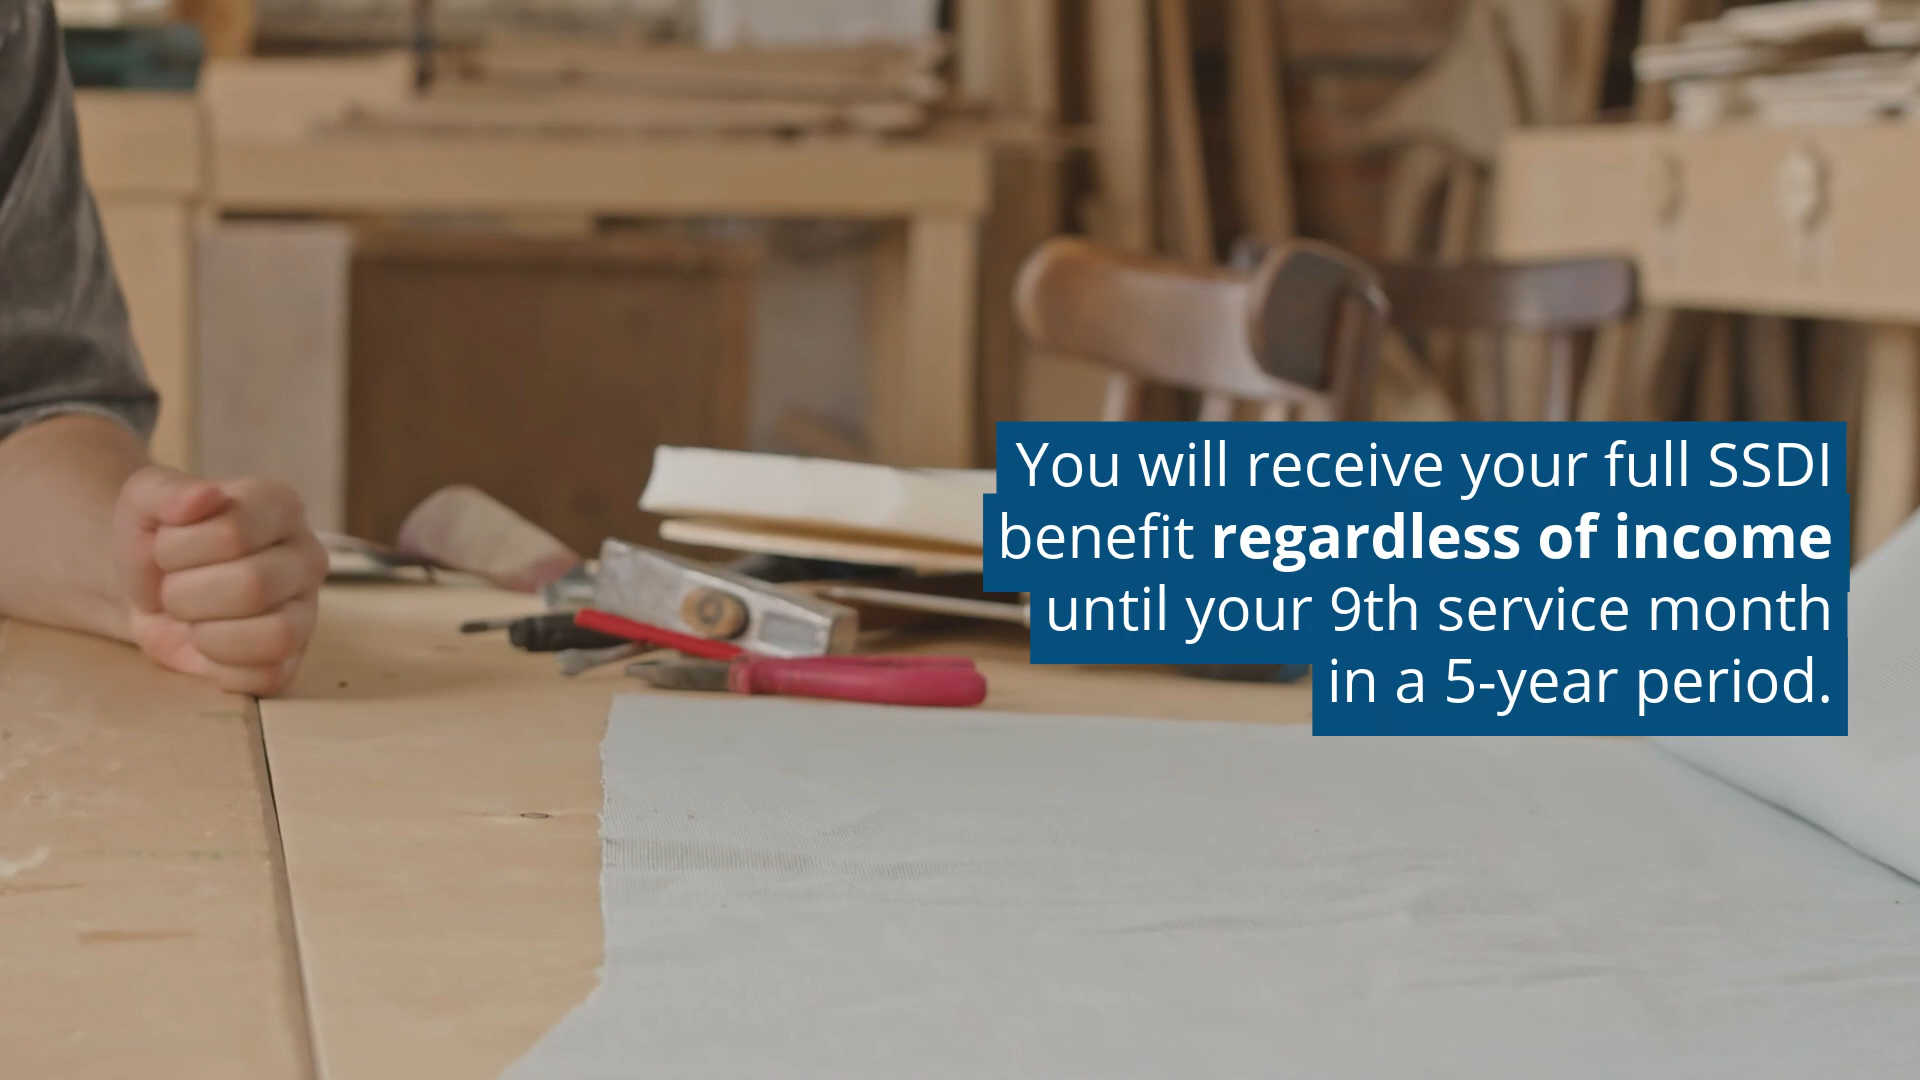 You will receive your full SSDI
benefit regardless of income
until your 9th service month
in a 5-year period.